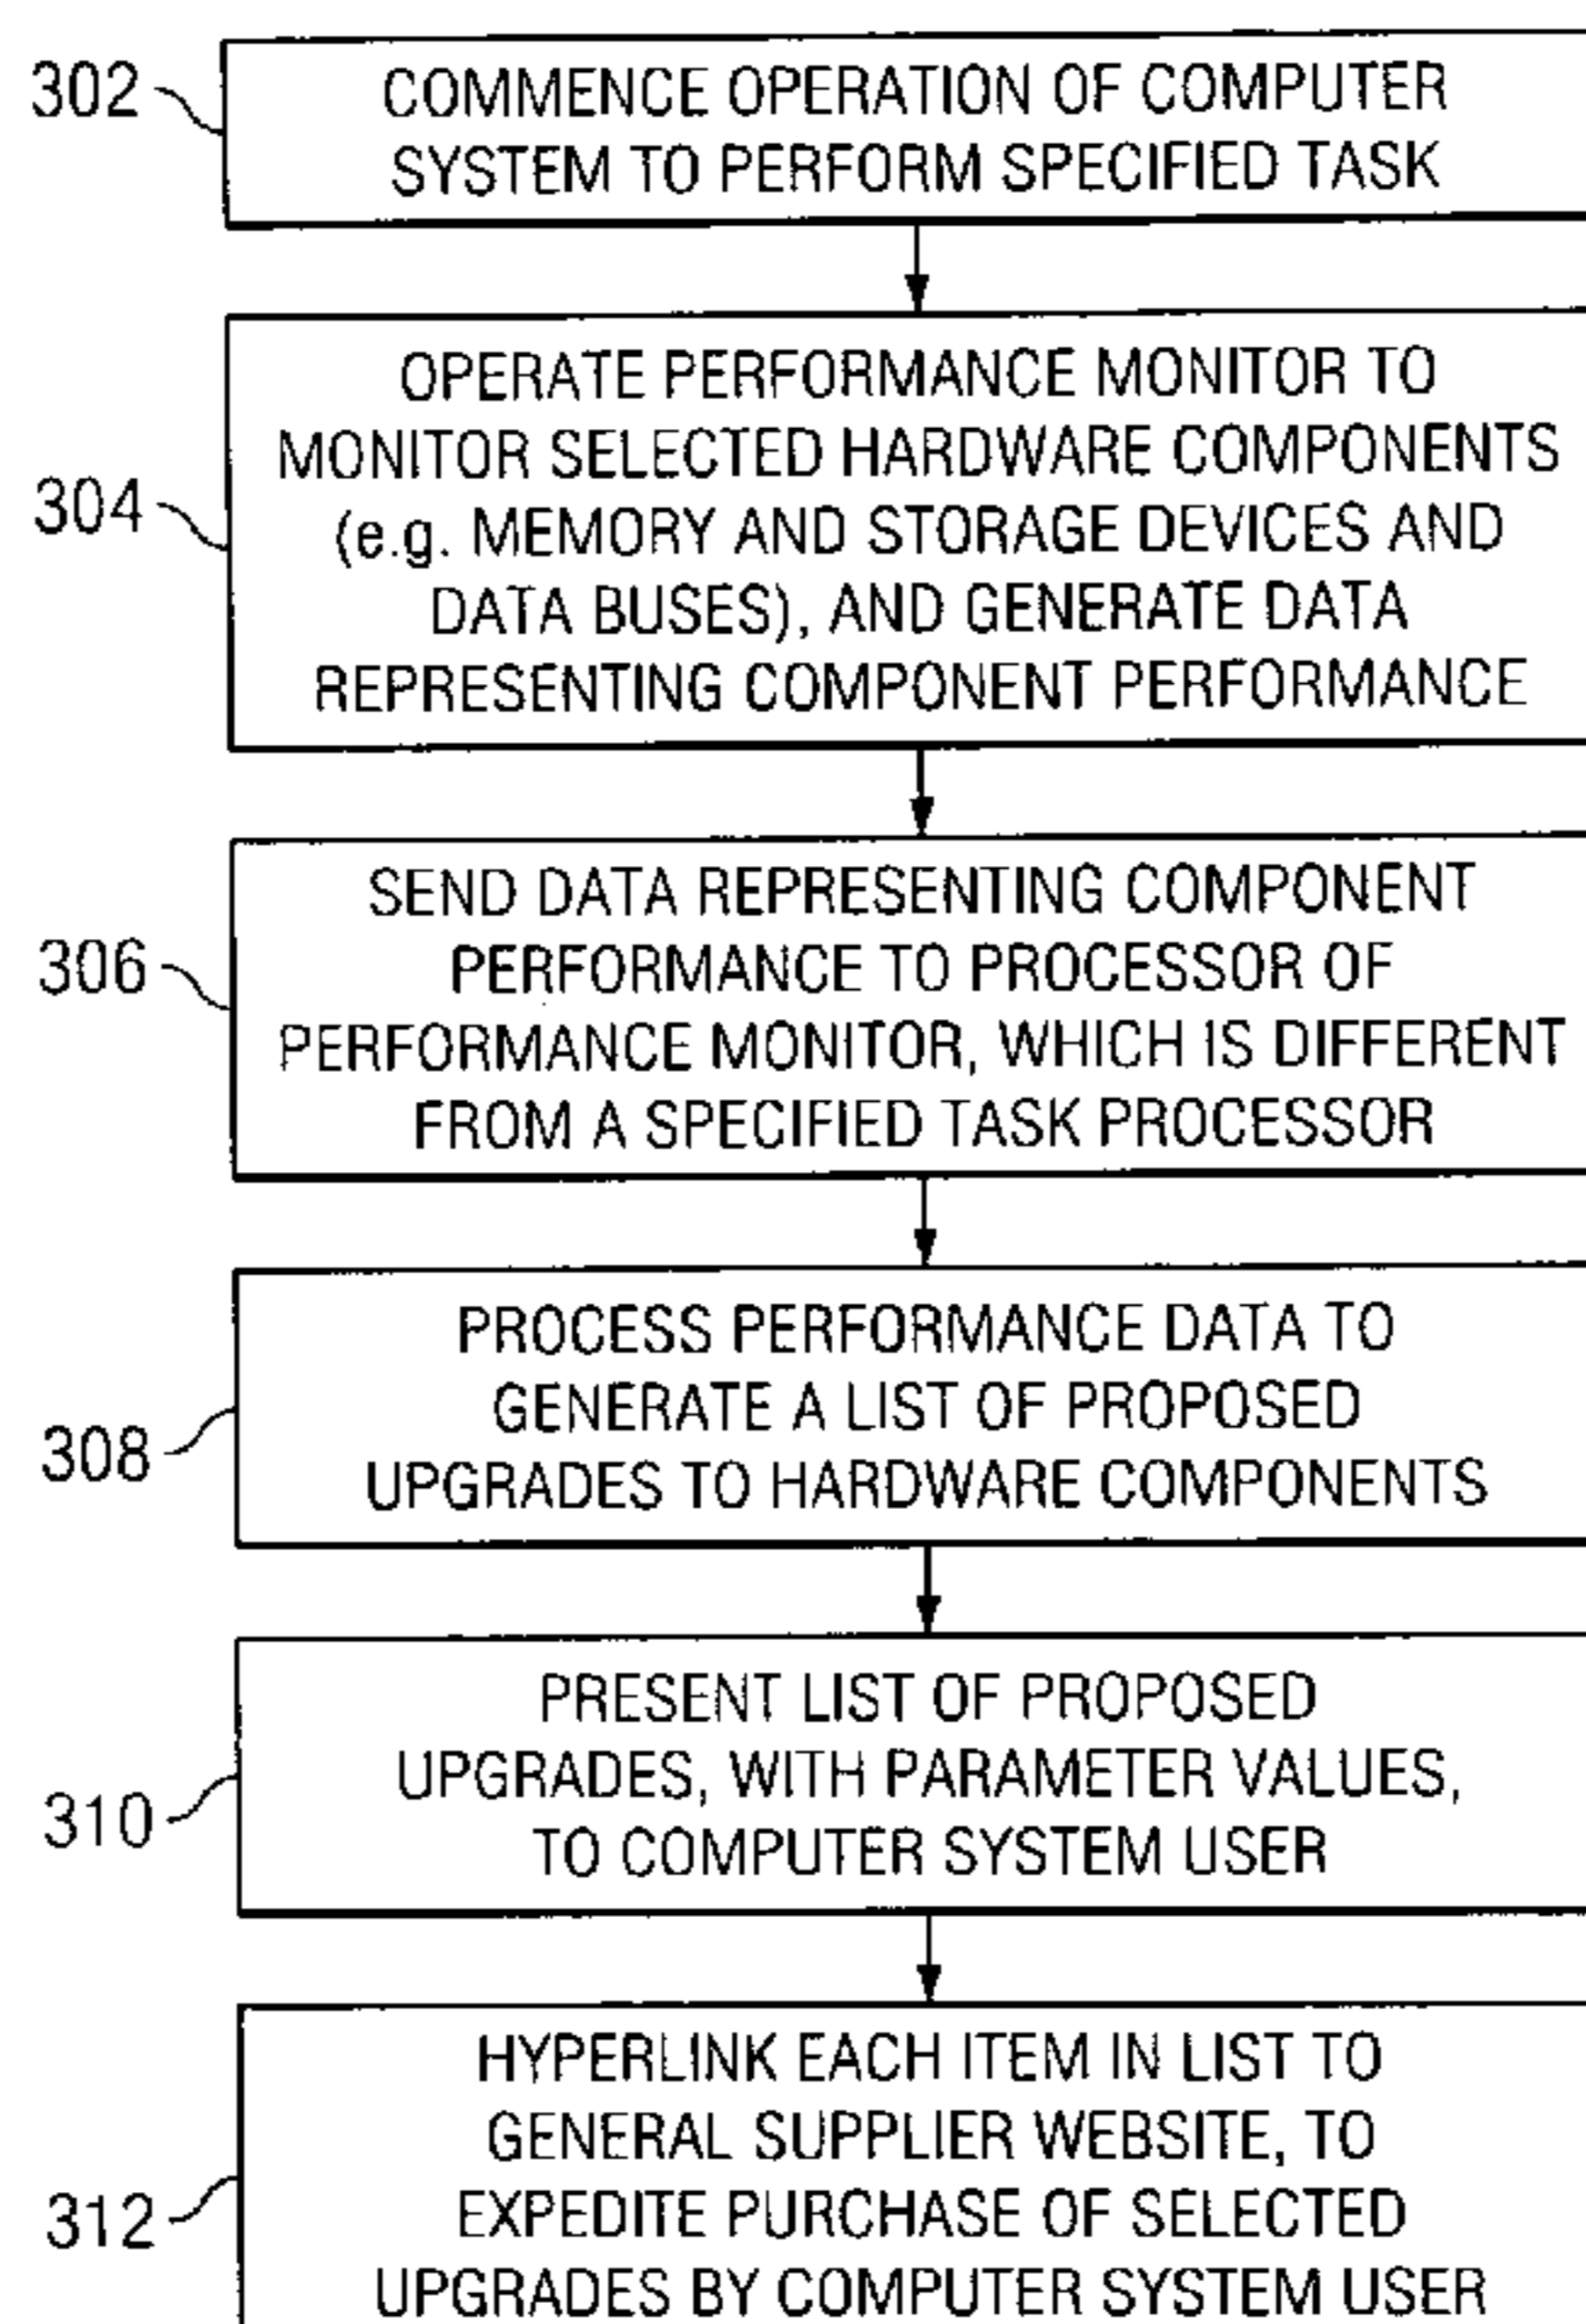 302
COMMENCE OPERATION OF COMPUTER
SYSTEM TO PERFORM SPECIFIED TASK
304
OPERATE PERFORMANCE MONITOR TO
MONITOR SELECTED HARDWARE COMPONENTS
(e.g. MEMORY AND STORAGE DEVICES AND
DATA BUSES), AND GENERATE DATA
REPRESENTING COMPONENT PERFORMANCE
306
SEND DATA REPRESENTING COMPONENT
PERFORMANCE TO PROCESSOR OF
PERFORMANCE MONITOR, WHICH IS DIFFERENT
FROM A SPECIFIED TASK PROCESSOR
308
PROCESS PERFORMANCE DATA TO
GENERATE A LIST OF PROPOSED
UPGRADES TO HARDWARE COMPONENTS
310
PRESENT LIST OF PROPOSED
UPGRADES, WITH PARAMETER VALUES,
TO COMPUTER SYSTEM USER
312
HYPERLINK EACH ITEM IN LIST TO
GENERAL SUPPLIER WEBSITE, TO
EXPEDITE PURCHASE OF SELECTED
UPGRADES BY COMPUTER SYSTEM USER